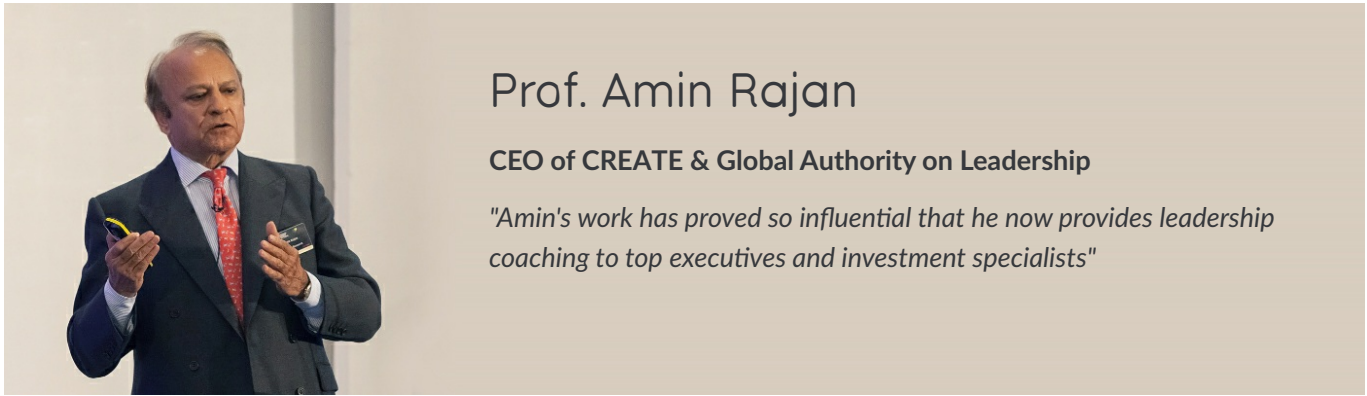 Prof. Amin Rajan
CEO of CREATE & Global Authority on Leadership
"Amin's work has proved so influential that he now provides leadership
coaching to top executives and investment specialists"